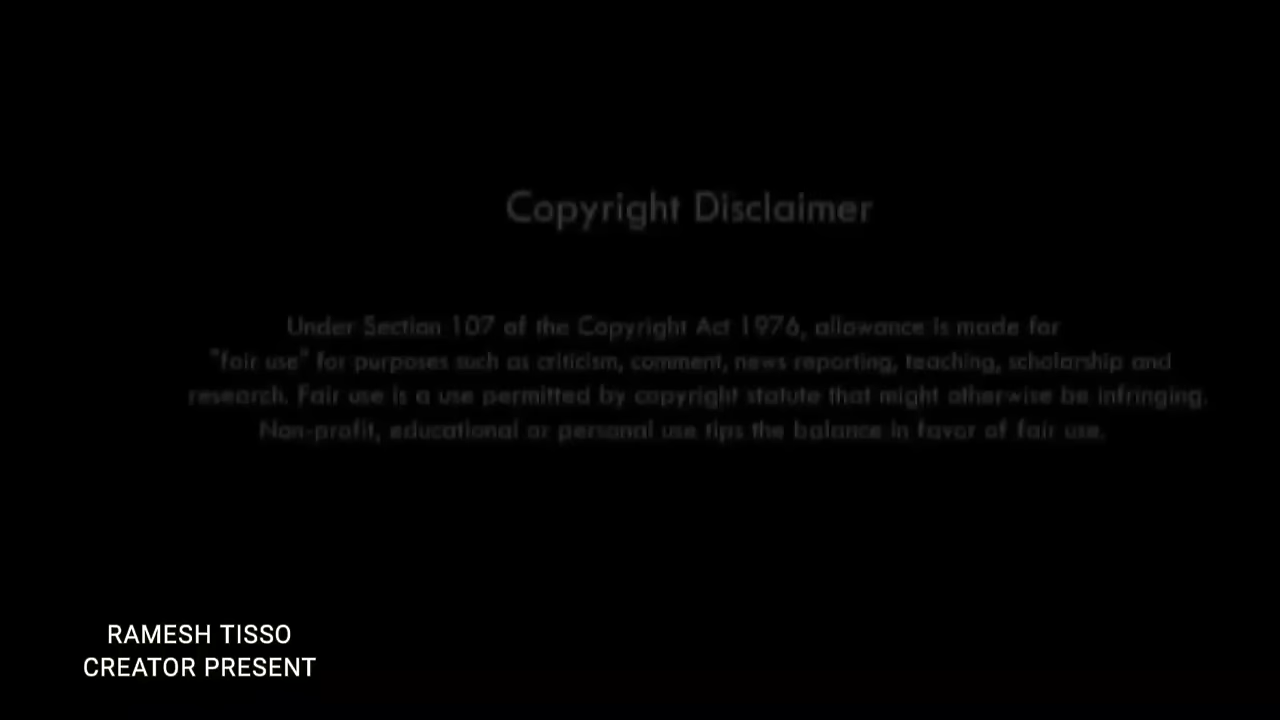 Copyright Disclaimer
Under Section 107 of the Copyright Act 1976, allowance is made for
"fair use" for purposes such as criticism, comment, news reporting, teaching, scholarship and
research. Fair use is a use permitted by copyright statute that might otherwise be infringing.
Non-profit, educational or personal use tips the balance in favor of fair use.
RAMESH TISSO
CREATOR PRESENT